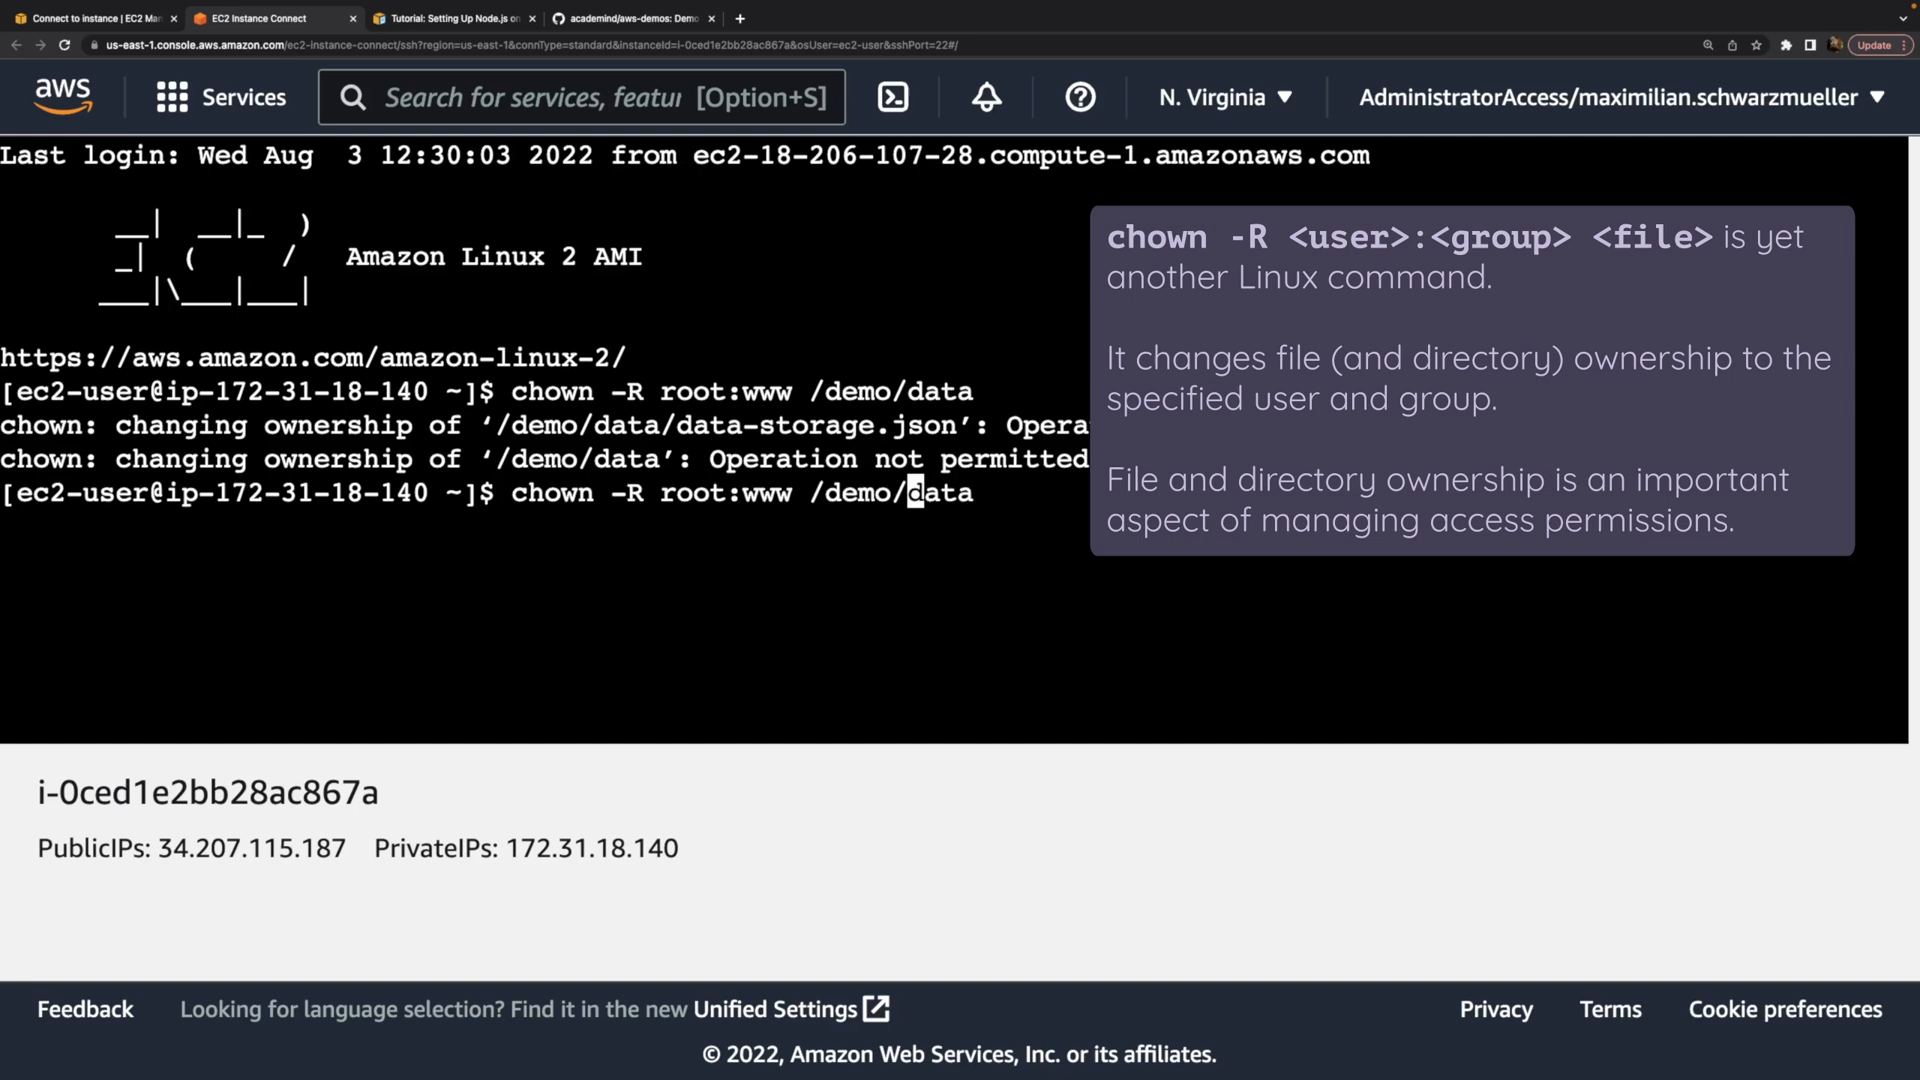 Connect to instance | EC2 Man
EC2 Instance Connect
Tutorial: Setting Up Node.js on
academind/aws-demos: Demo
us-east-1.console.aws.amazon.com/ec2-instance-connect/ssh?region=us-east-1&connType=standard&instanceId=i-0ced1e2bb28ac867a&osUser=ec2-user&sshPort=22#/
Update
aws
Services
Search for services, featur [Option+S]
N. Virginia
AdministratorAccess/maximilian.schwarzmueller
Last login: Wed Aug  3 12:30:03 2022 from ec2-18-206-107-28.compute-1.amazonaws.com
__|  __|_  )
_|  (     /   Amazon Linux 2 AMI
___|\___|___|
https://aws.amazon.com/amazon-linux-2/
[ec2-user@ip-172-31-18-140 ~]$ chown -R root:www /demo/data
chown: changing ownership of ‘/demo/data/data-storage.json’: Opera
chown: changing ownership of ‘/demo/data’: Operation not permitted
[ec2-user@ip-172-31-18-140 ~]$ chown -R root:www /demo/data
chown -R <user>:<group> <file> is yet
another Linux command.
It changes file (and directory) ownership to the
specified user and group.
File and directory ownership is an important
aspect of managing access permissions.
i-0ced1e2bb28ac867a
PublicIPs: 34.207.115.187 PrivateIPs: 172.31.18.140
Feedback
Looking for language selection? Find it in the new Unified Settings
Privacy
Terms
Cookie preferences
© 2022, Amazon Web Services, Inc. or its affiliates.